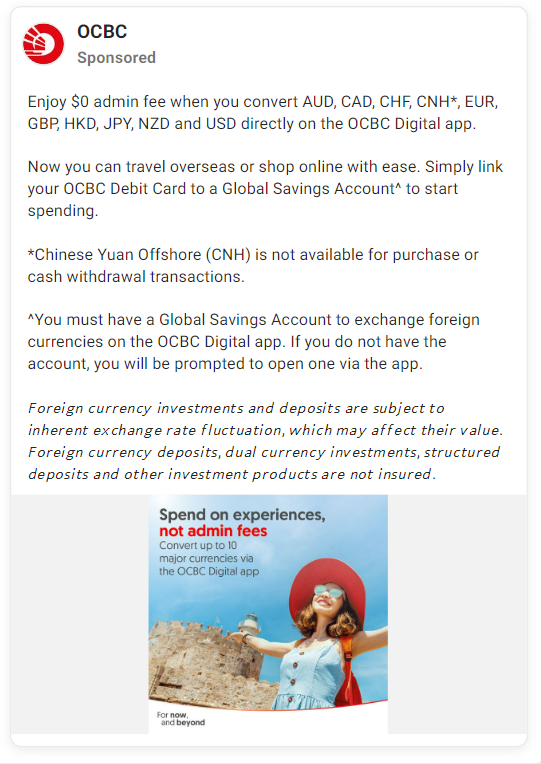 OCBC
Sponsored
Enjoy $0 admin fee when you convert AUD, CAD, CHF, CNH*, EUR,
GBP, HKD, JPY, NZD and USD directly on the OCBC Digital app.
Now you can travel overseas or shop online with ease. Simply link
your OCBC Debit Card to a Global Savings Account^ to start
spending.
*Chinese Yuan Offshore (CNH) is not available for purchase or
cash withdrawal transactions.
^You must have a Global Savings Account to exchange foreign
currencies on the OCBC Digital app. If you do not have the
account, you will be prompted to open one via the app.
Foreign currency investments and deposits are subject to
inherent exchange rate fluctuation, which may affect their value.
Foreign currency deposits, dual currency investments, structured
deposits and other investment products are not insured.
Spend on experiences,
not admin fees
Convert up to 10
major currencies via
the OCBC Digital app
For now,
and beyond